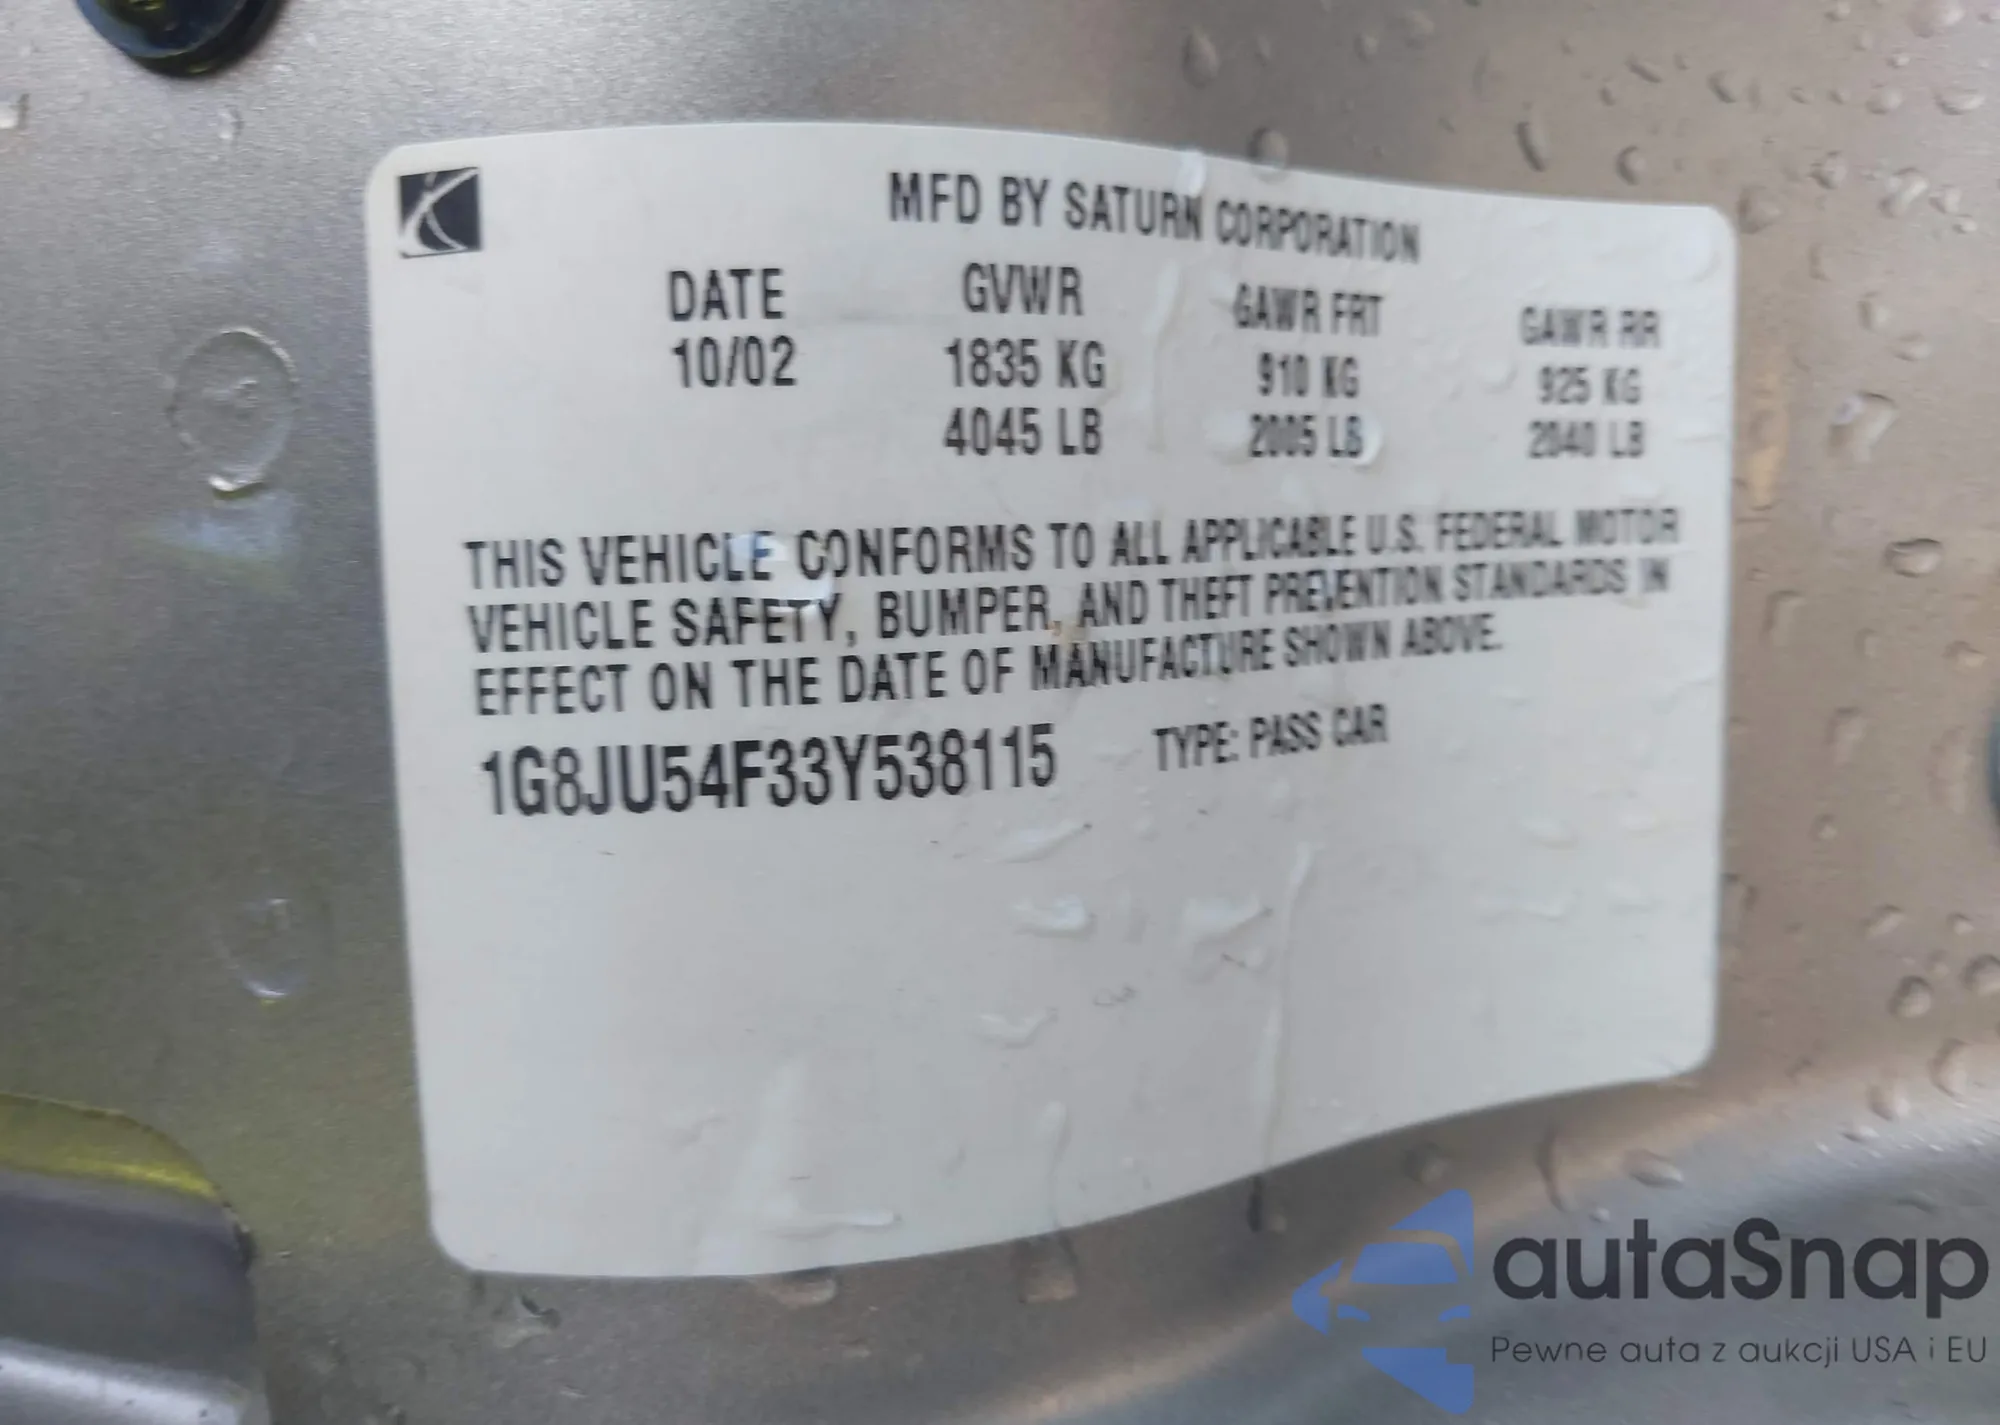 MFD BY SATURN CORPORATION
DATE GVWR GAWR FRT GAWR RR
10/02 1835 KG 910 KG 925 KG
4045 LB 2005 LB 2040 LB
THIS VEHICLE CONFORMS TO ALL APPLICABLE U.S. FEDERAL MOTOR
VEHICLE SAFETY, BUMPER, AND THEFT PREVENTION STANDARDS IN
EFFECT ON THE DATE OF MANUFACTURE SHOWN ABOVE.
1G8JU54F33Y538115 TYPE: PASS CAR
autaSnap
Pewne auta z aukcji USA i EU